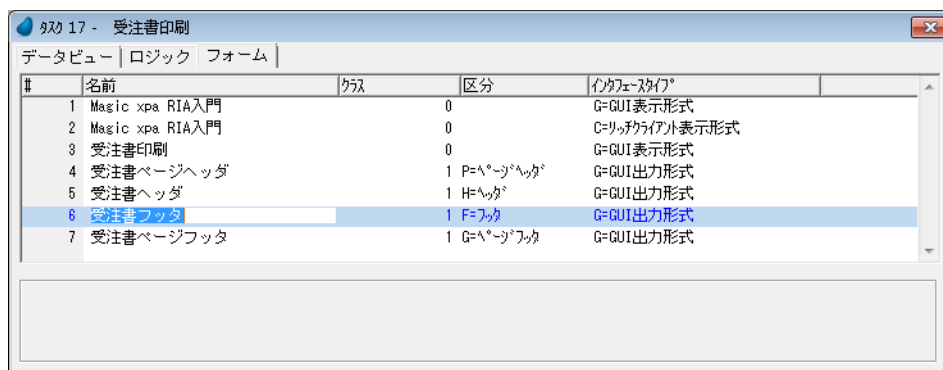 ﾀｽｸ 17 - 受注書印刷
データビュー ロジック フォーム
# 名前 ｸﾗｽ 区分 ｲﾝﾀﾌｪｰｽﾀｲﾌﾟ
1 Magic xpa RIA入門 0 G=GUI表示形式
2 Magic xpa RIA入門 0 C=ﾘｯﾁｸﾗｲｱﾝﾄ表示形式
3 受注書印刷 0 G=GUI表示形式
4 受注書ページヘッダ 1 P=ﾍﾟｰｼﾞﾍｯﾀﾞ G=GUI出力形式
5 受注書ヘッダ 1 H=ﾍｯﾀﾞ G=GUI出力形式
6 受注書フッタ 1 F=ﾌｯﾀ G=GUI出力形式
7 受注書ページフッタ 1 G=ﾍﾟｰｼﾞﾌｯﾀ G=GUI出力形式